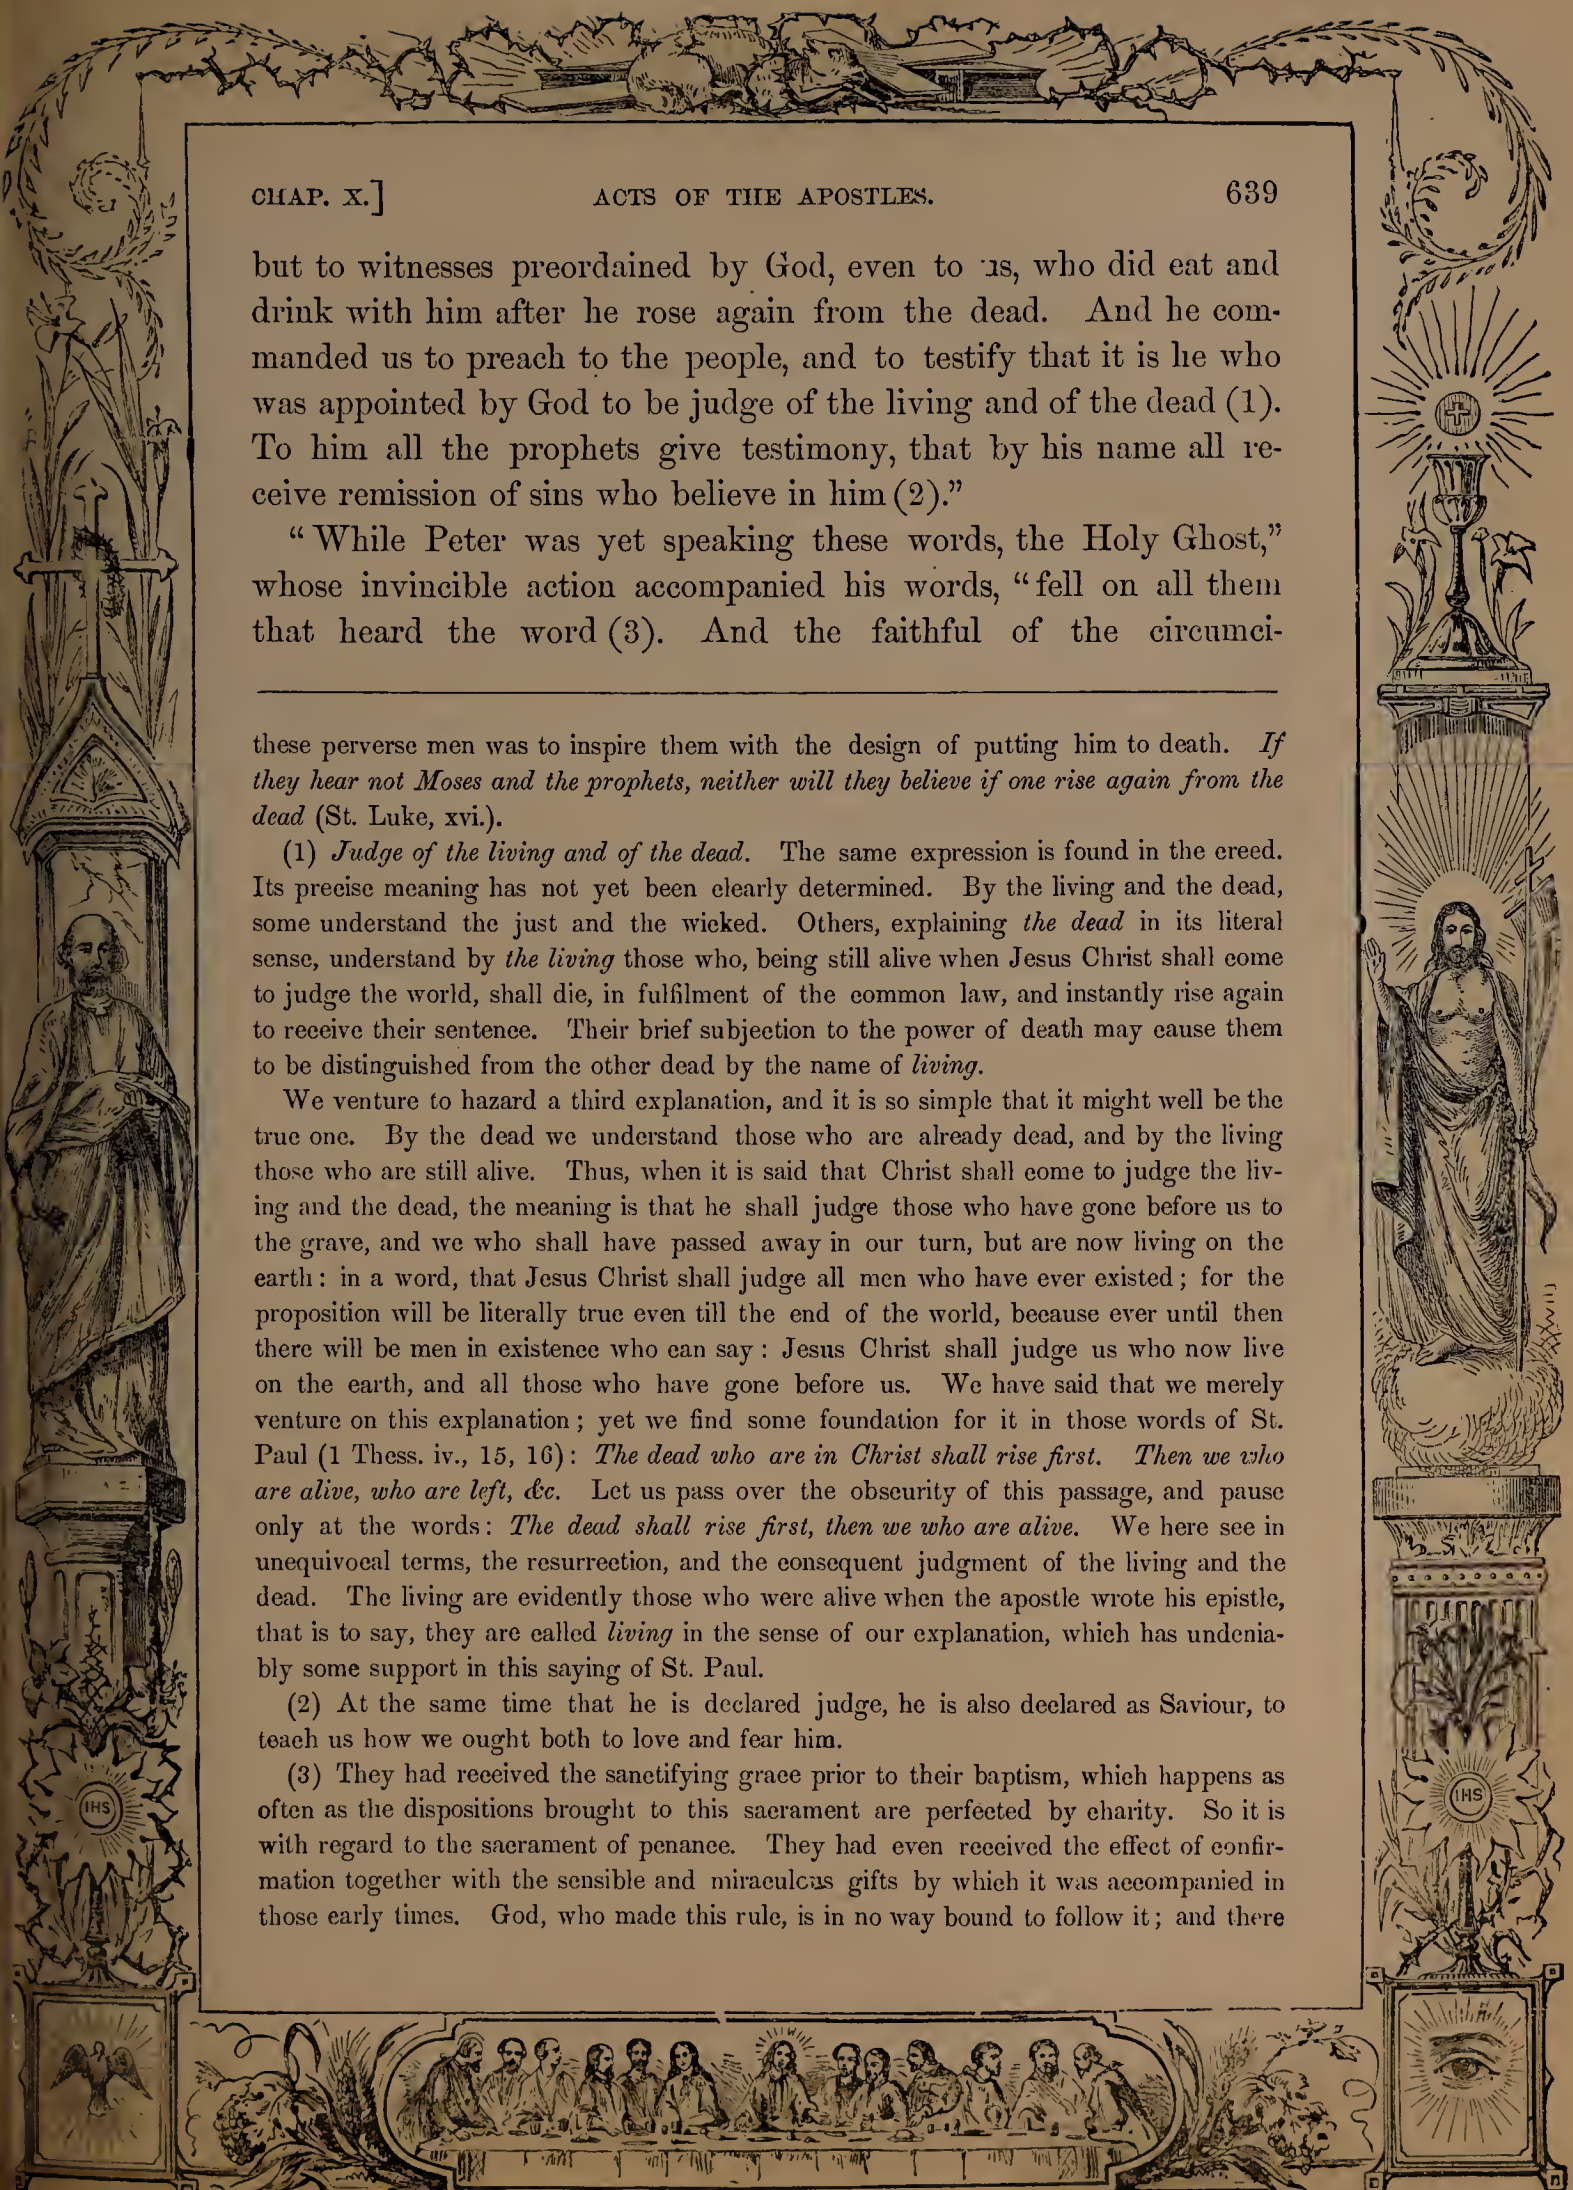 CHAP. X.] ACTS OF THE APOSTLES. 639
but to witnesses preordained by God, even to us, who did eat and
drink with him after he rose again from the dead. And he com-
manded us to preach to the people, and to testify that it is he who
was appointed by God to be judge of the living and of the dead (1).
To him all the prophets give testimony, that by his name all re-
ceive remission of sins who believe in him (2).”
“While Peter was yet speaking these words, the Holy Ghost,”
whose invincible action accompanied his words, “fell on all them
that heard the word (3). And the faithful of the circumci-
these perverse men was to inspire them with the design of putting him to death. If
they hear not Moses and the prophets, neither will they believe if one rise again from the
dead (St. Luke, xvi.).
(1) Judge of the living and of the dead. The same expression is found in the creed.
Its precise meaning has not yet been clearly determined. By the living and the dead,
some understand the just and the wicked. Others, explaining the dead in its literal
sense, understand by the living those who, being still alive when Jesus Christ shall come
to judge the world, shall die, in fulfilment of the common law, and instantly rise again
to receive their sentence. Their brief subjection to the power of death may cause them
to be distinguished from the other dead by the name of living.
We venture to hazard a third explanation, and it is so simple that it might well be the
true one. By the dead we understand those who are already dead, and by the living
those who are still alive. Thus, when it is said that Christ shall come to judge the liv-
ing and the dead, the meaning is that he shall judge those who have gone before us to
the grave, and we who shall have passed away in our turn, but are now living on the
earth: in a word, that Jesus Christ shall judge all men who have ever existed; for the
proposition will be literally true even till the end of the world, because ever until then
there will be men in existence who can say: Jesus Christ shall judge us who now live
on the earth, and all those who have gone before us. We have said that we merely
venture on this explanation; yet we find some foundation for it in those words of St.
Paul (1 Thess. iv., 15, 16): The dead who are in Christ shall rise first. Then we who
are alive, who are left, &c. Let us pass over the obscurity of this passage, and pause
only at the words: The dead shall rise first, then we who are alive. We here see in
unequivocal terms, the resurrection, and the consequent judgment of the living and the
dead. The living are evidently those who were alive when the apostle wrote his epistle,
that is to say, they are called living in the sense of our explanation, which has undenia-
bly some support in this saying of St. Paul.
(2) At the same time that he is declared judge, he is also declared as Saviour, to
teach us how we ought both to love and fear him.
(3) They had received the sanctifying grace prior to their baptism, which happens as
often as the dispositions brought to this sacrament are perfected by charity. So it is
with regard to the sacrament of penance. They had even received the effect of confir-
mation together with the sensible and miraculous gifts by which it was accompanied in
those early times. God, who made this rule, is in no way bound to follow it; and there
IHS
IHS